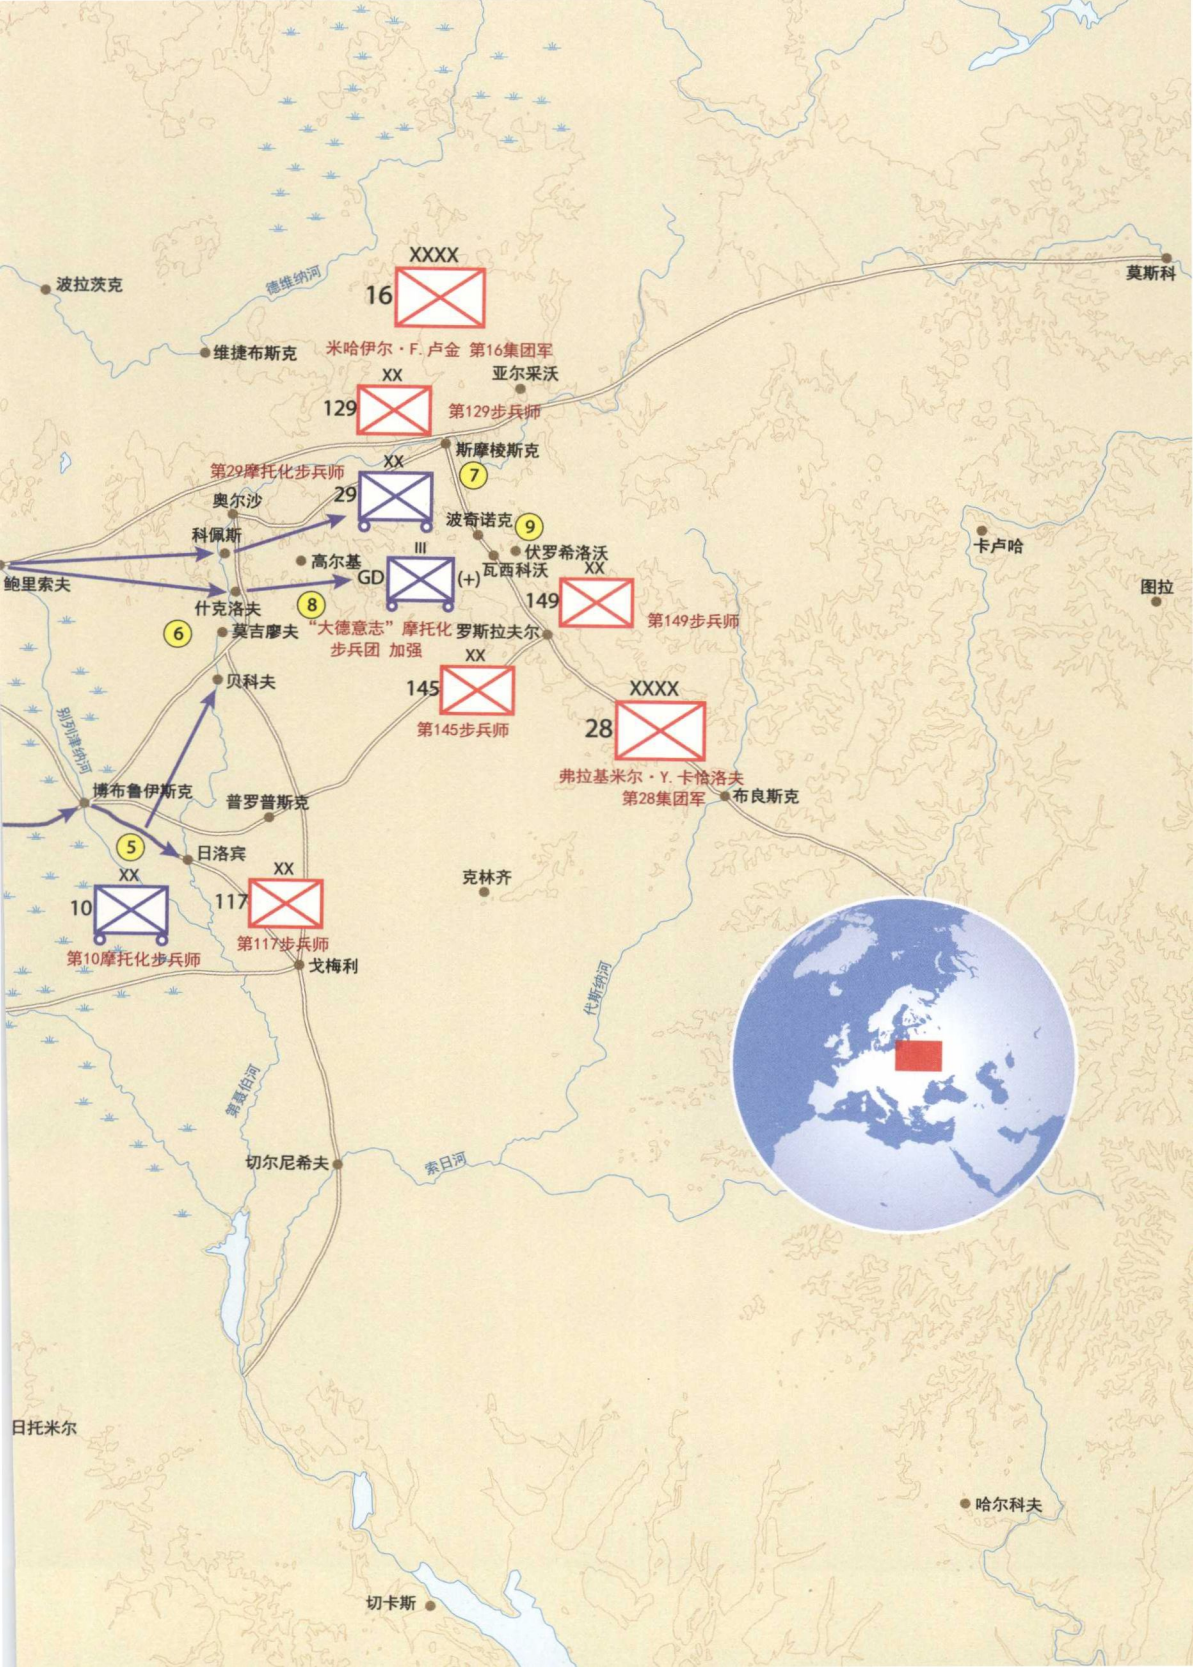 XXXX
16
德维纳河
波拉茨克
莫斯科
维捷布斯克
米哈伊尔·F.卢金 第16集团军
XX
亚尔采沃
129
第129步兵师
斯摩棱斯克
XX
第29摩托化步兵师
7
29
奥尔沙
波奇诺克
9
科佩斯
卡卢哈
III
伏罗希洛沃
高尔基
XX
瓦西科沃
GD
(+)
鲍里索夫
图拉
149
什克洛夫
8
第149步兵师
“大德意志”摩托化
步兵团 加强
罗斯拉夫尔
6
莫吉廖夫
XX
贝科夫
145
XXXX
28
第145步兵师
别列津纳河
弗拉基米尔·Y.卡恰洛夫
第28集团军
博布鲁伊斯克
布良斯克
普罗普斯克
5
日洛宾
XX
XX
克林齐
10
117
第117步兵师
第10摩托化步兵师
戈梅利
代斯纳河
第聂伯河
切尔尼希夫
索日河
日托米尔
哈尔科夫
切卡斯